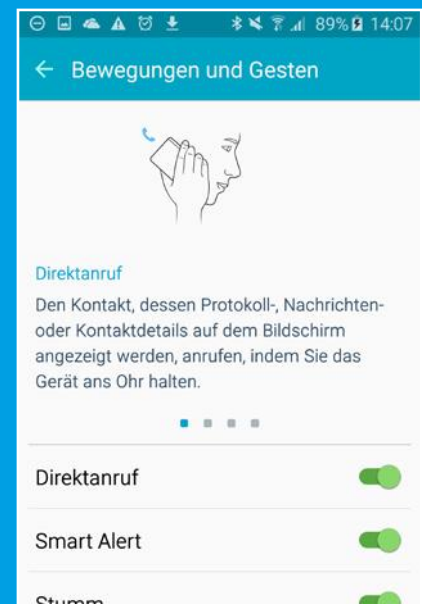 89% 14:07
Bewegungen und Gesten
Direktanruf
Den Kontakt, dessen Protokoll-, Nachrichten-
oder Kontaktdetails auf dem Bildschirm
angezeigt werden, anrufen, indem Sie das
Gerät ans Ohr halten.
Direktanruf
Smart Alert
Stumm